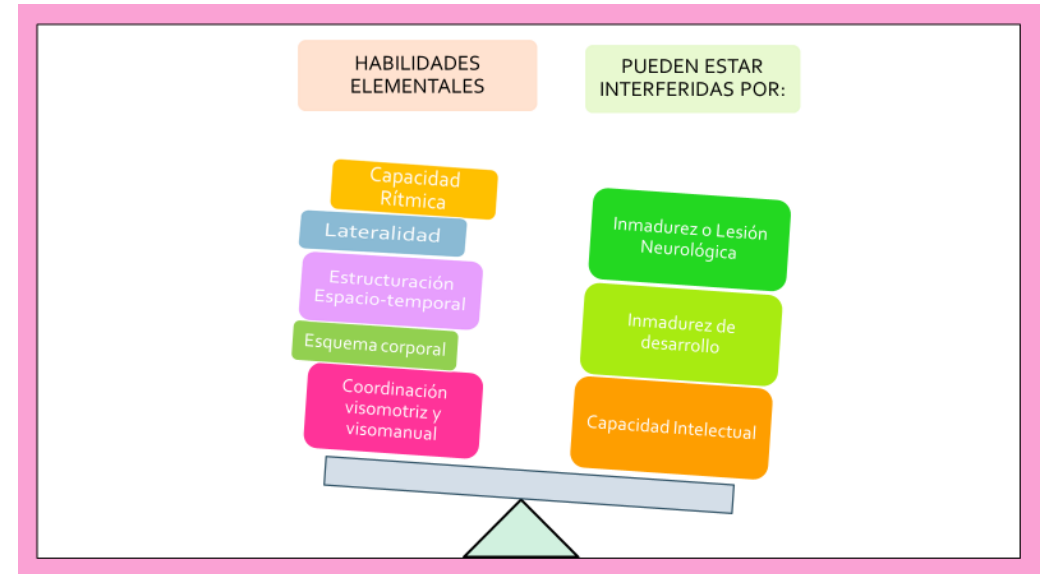 HABILIDADES
ELEMENTALES
PUEDEN ESTAR
INTERFERIDAS POR:
Capacidad
Rítmica
Lateralidad
Estructuración
Espacio-temporal
Esquema corporal
Coordinación
visomotriz y
visomanual
Inmadurez o Lesión
Neurológica
Inmadurez de
desarrollo
Capacidad Intelectual